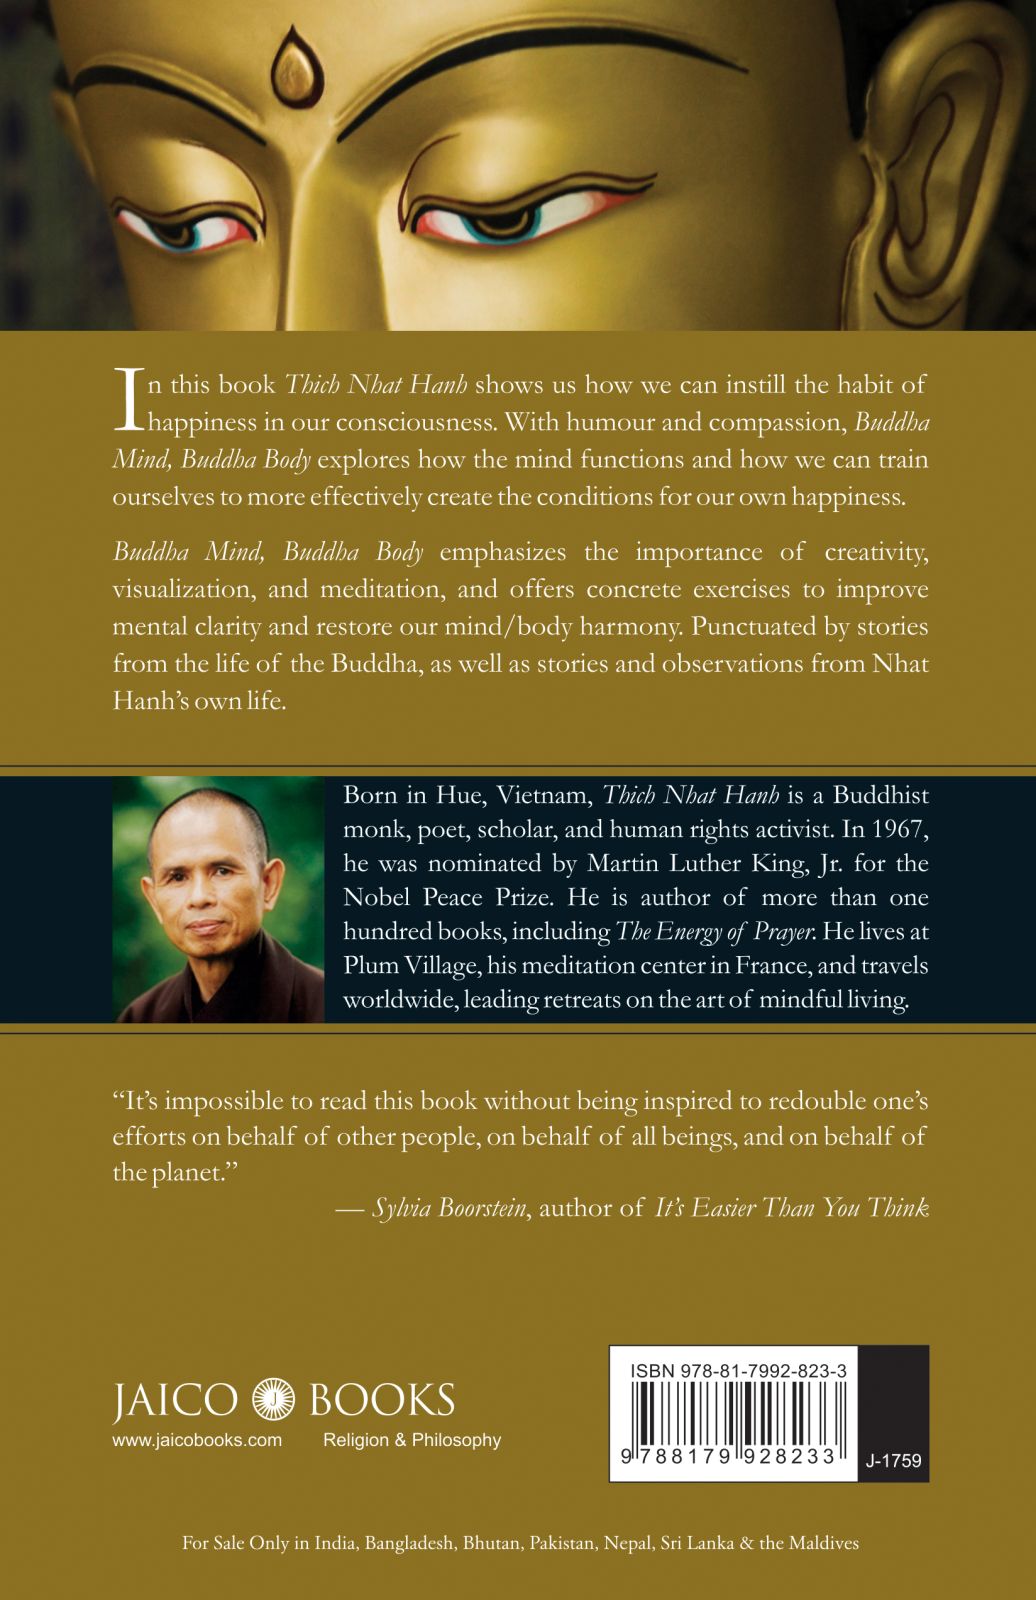 In this book Thich Nhat Hanh shows us how we can instill the habit of
happiness in our consciousness. With humour and compassion, Buddha
Mind, Buddha Body explores how the mind functions and how we can train
ourselves to more effectively create the conditions for our own happiness.
Buddha Mind, Buddha Body emphasizes the importance of creativity,
visualization, and meditation, and offers concrete exercises to improve
mental clarity and restore our mind/body harmony. Punctuated by stories
from the life of the Buddha, as well as stories and observations from Nhat
Hanh’s own life.
Born in Hue, Vietnam, Thich Nhat Hanh is a Buddhist
monk, poet, scholar, and human rights activist. In 1967,
he was nominated by Martin Luther King, Jr. for the
Nobel Peace Prize. He is author of more than one
hundred books, including The Energy of Prayer. He lives at
Plum Village, his meditation center in France, and travels
worldwide, leading retreats on the art of mindful living.
“It’s impossible to read this book without being inspired to redouble one’s
efforts on behalf of other people, on behalf of all beings, and on behalf of
the planet.”
— Sylvia Boorstein, author of It’s Easier Than You Think
JAICO J BOOKS
www.jaicobooks.com Religion & Philosophy
ISBN 978-81-7992-823-3
9 788179 928233
J-1759
For Sale Only in India, Bangladesh, Bhutan, Pakistan, Nepal, Sri Lanka & the Maldives